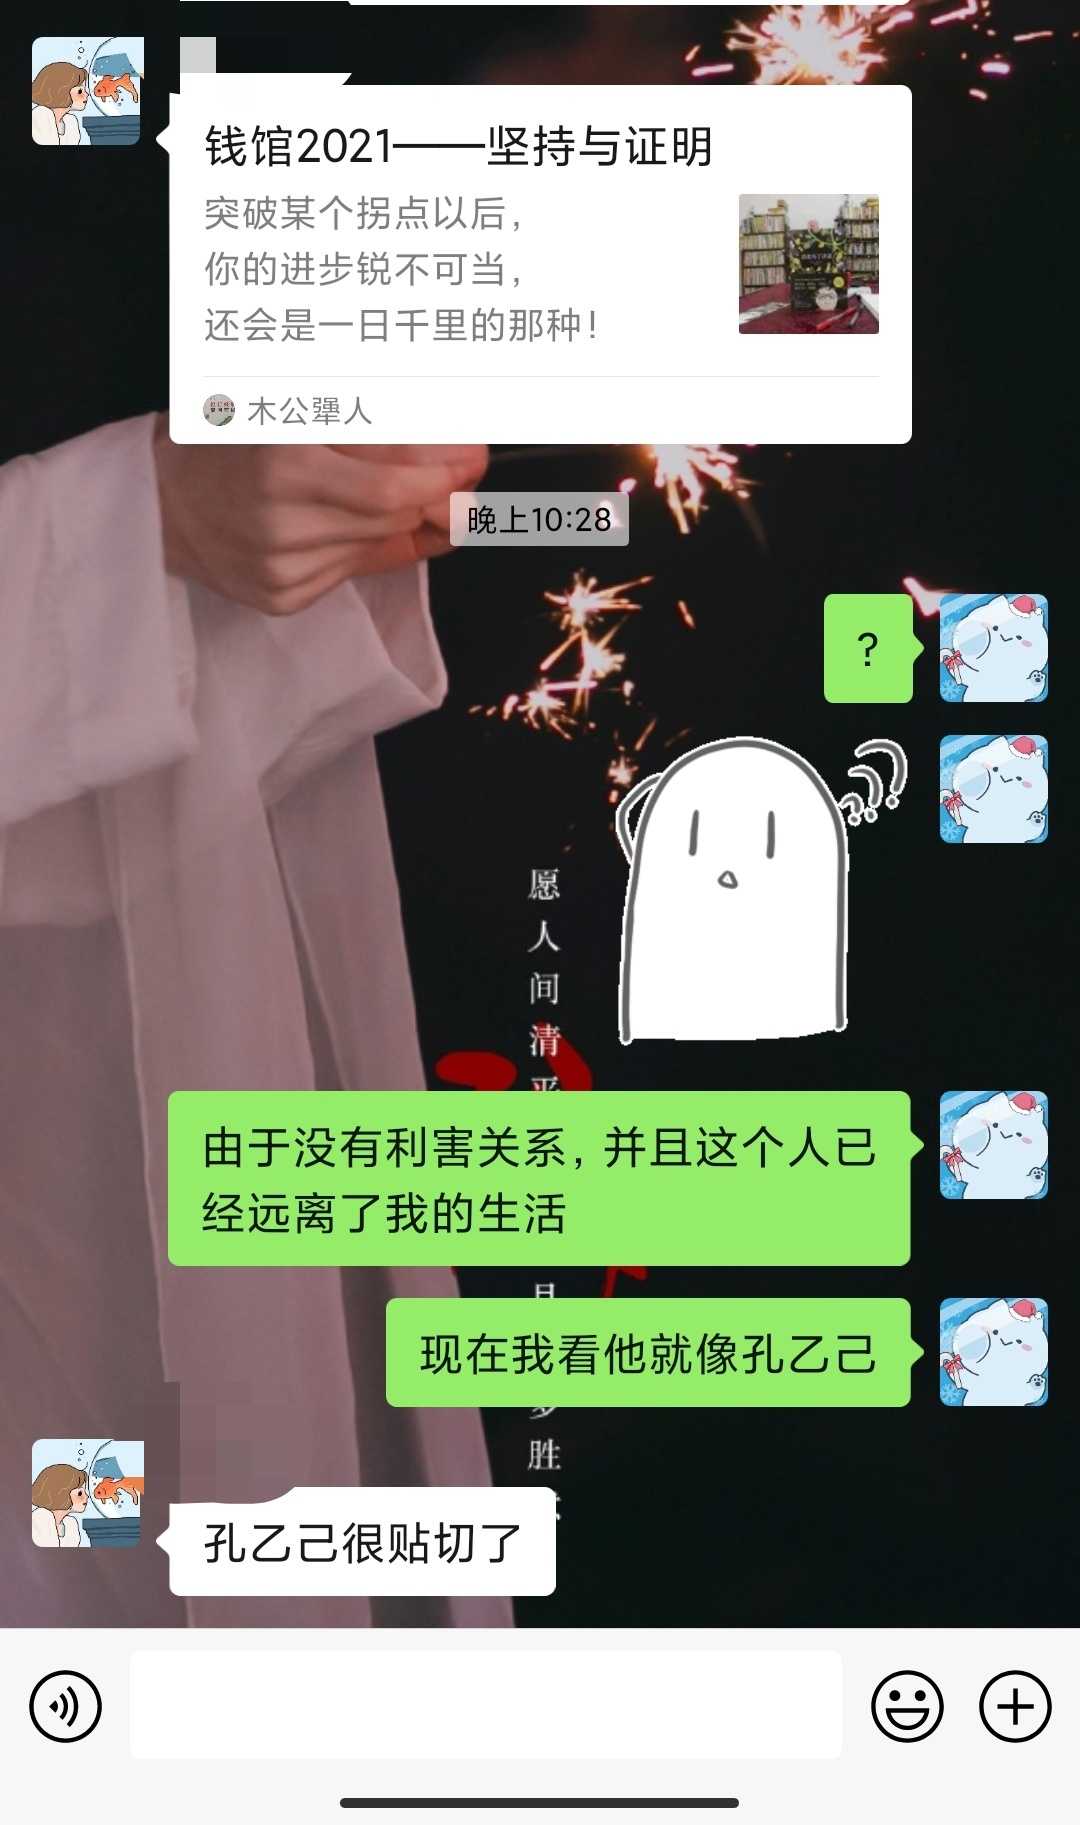 钱馆2021——坚持与证明
突破某个拐点以后，
你的进步锐不可当，
还会是一日千里的那种！
木公犟人
晚上10:28
？
???
愿人间清平
由于没有利害关系，并且这个人已
经远离了我的生活
现在我看他就像孔乙己
胜
孔乙己很贴切了